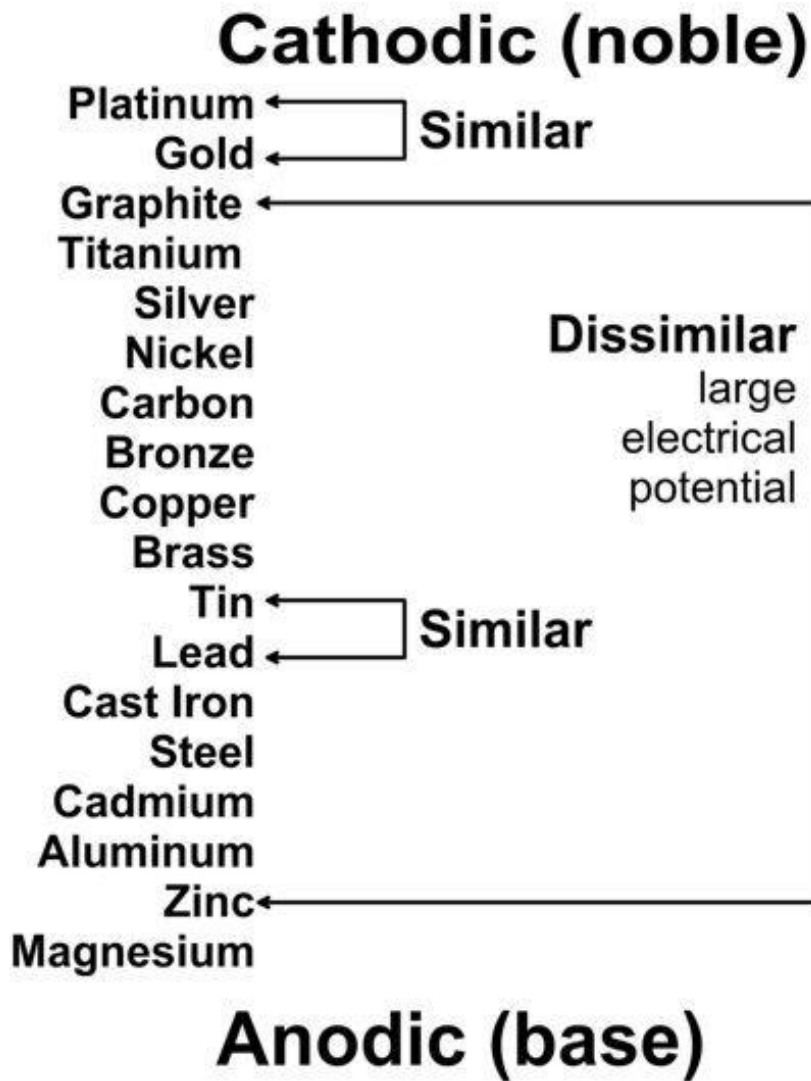 Cathodic (noble)
Platinum
Similar
Gold
Graphite
Titanium
Silver
Dissimilar
Nickel
large
Carbon
electrical
Bronze
potential
Copper
Brass
Tin
Similar
Lead
Cast Iron
Steel
Cadmium
Aluminum
Zinc
Magnesium
Anodic (base)